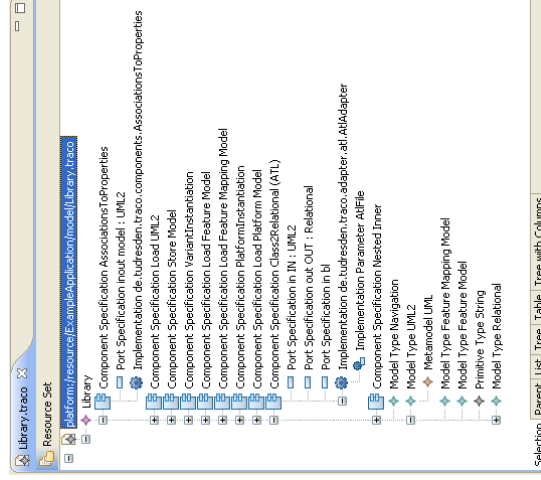 Library.traco
Resource Set
platform:/resource/ExampleApplication/model/Library.traco
Library
Component Specification AssociationsToProperties
Port Specification inout model : UML2
Implementation de.tudresden.traco.components.AssociationsToProperties
Component Specification Load UML2
Component Specification Store Model
Component Specification VariantInstantiation
Component Specification Load Feature Model
Component Specification Load Feature Mapping Model
Component Specification PlatformInstantiation
Component Specification Load Platform Model
Component Specification Class2Relational (ATL)
Port Specification in IN : UML2
Port Specification out OUT : Relational
Port Specification in bl
Implementation de.tudresden.traco.adapter.atl.AtlAdapter
Implementation Parameter AtlFile
Component Specification Nested Inner
Model Type Navigation
Model Type UML2
Metamodel UML
Model Type Feature Mapping Model
Model Type Feature Model
Primitive Type String
Model Type Relational
Selection Parent List Tree Table Tree with Columns